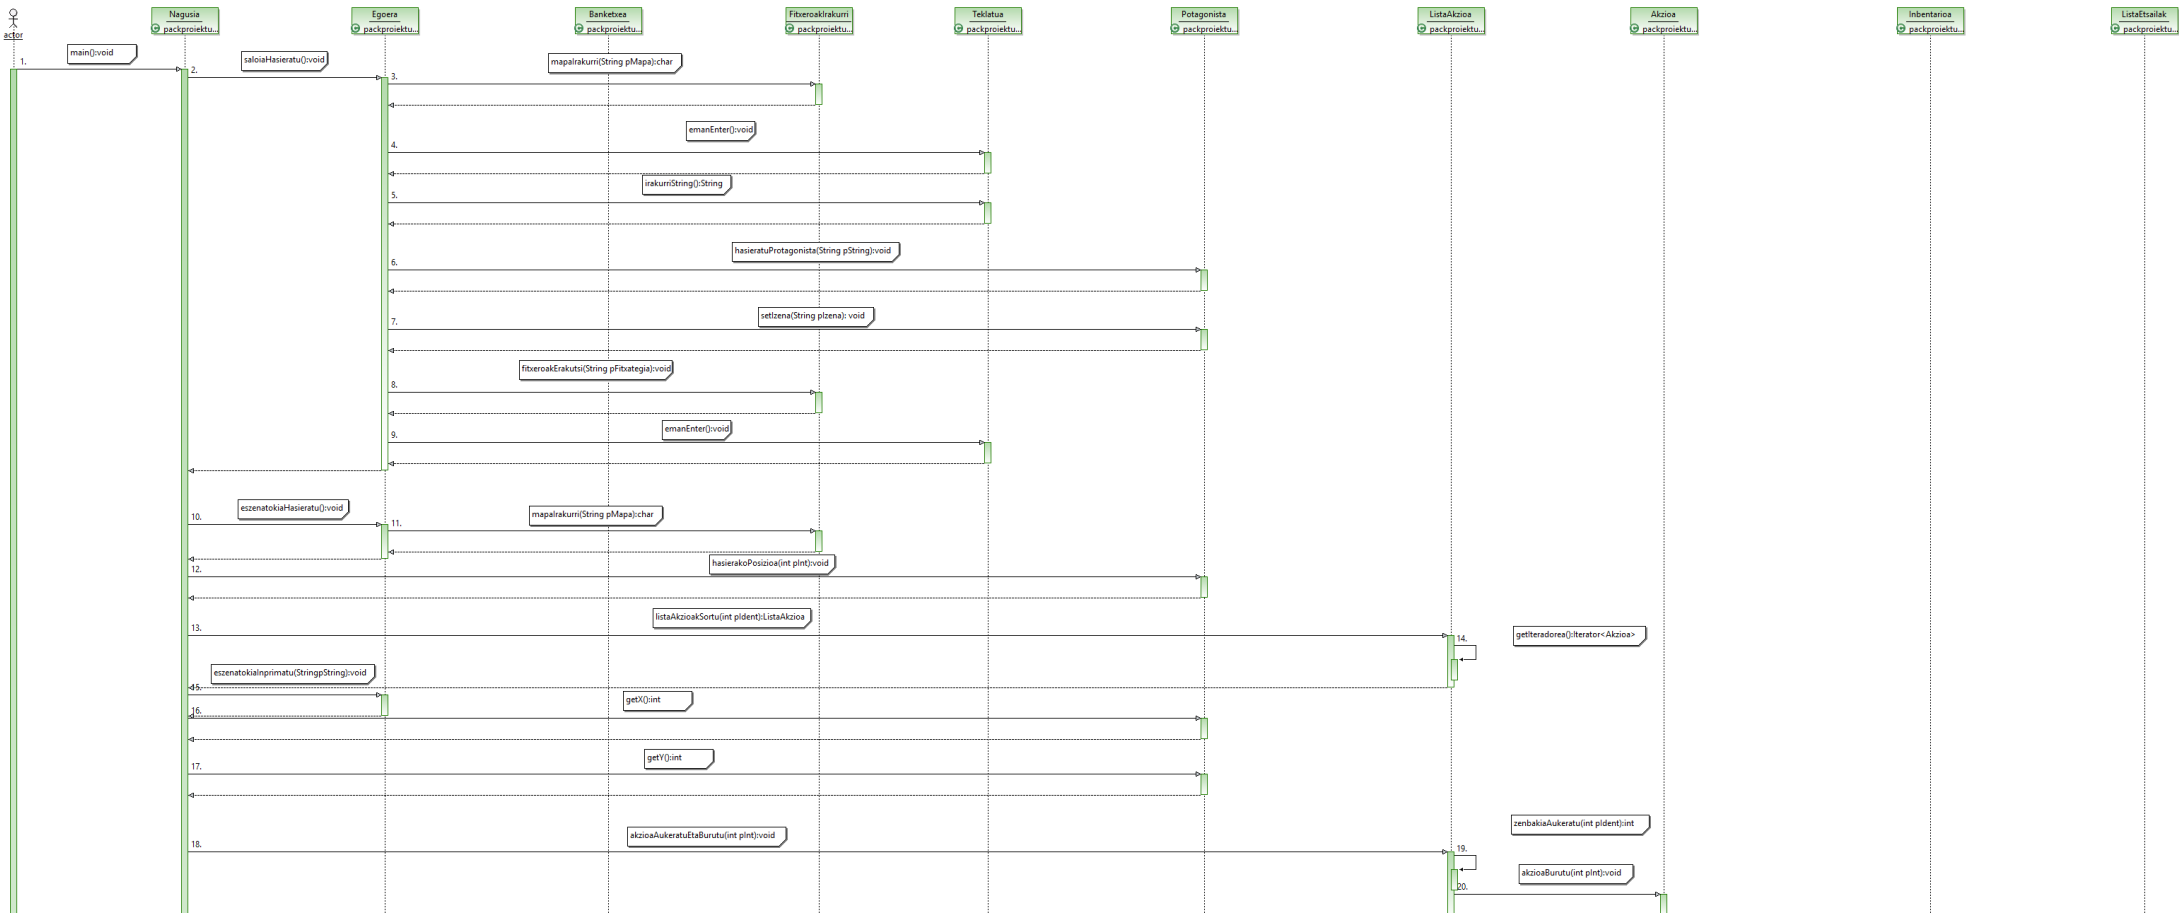 actor
Nagusia
packproiektu...
Egoera
packproiektu...
Banketxea
packproiektu...
FitxeroakIrakurri
packproiektu...
Teklatua
packproiektu...
Potagonista
packproiektu...
ListaAkzioa
packproiektu...
Akzioa
packproiektu...
Inbentarioa
packproiektu...
ListaEtsailak
packproiektu...
main():void
1.
saloiaHasieratu():void
2.
mapaIrakurri(String pMapa):char
3.
emanEnter():void
4.
irakurriString():String
5.
hasieratuProtagonista(String pString):void
6.
setIzena(String pIzena): void
7.
fitxeroakErakutsi(String pFitxategia):void
8.
emanEnter():void
9.
eszenatokiaHasieratu():void
10.
mapaIrakurri(String pMapa):char
11.
hasierakoPosizioa(int pInt):void
12.
listaAkzioakSortu(int pIdent):ListaAkzioa
13.
getIteradorea():Iterator<Akzioa>
14.
eszenatokiaInprimatu(StringpString):void
15.
getX():int
16.
getY():int
17.
akzioaAukeratuEtaBurutu(int pInt):void
18.
zenbakiaAukeratu(int pIdent):int
19.
akzioaBurutu(int pInt):void
20.